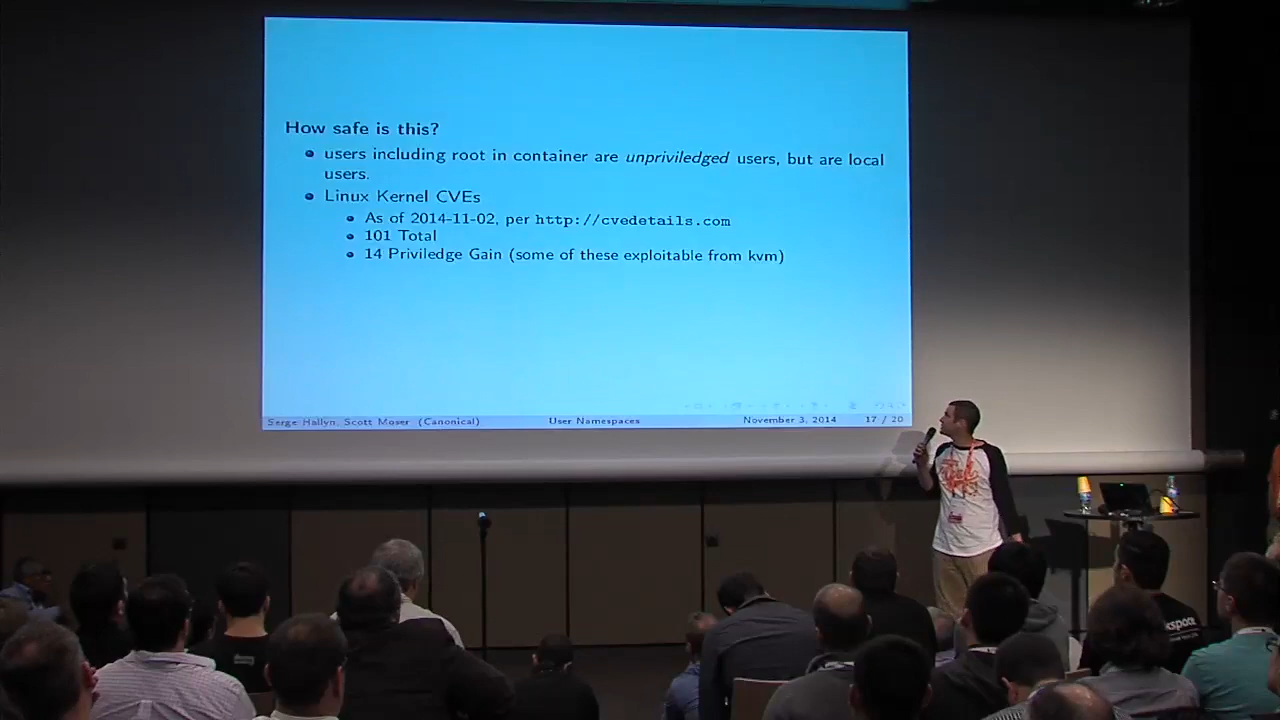 How safe is this?
users including root in container are unpriviledged users, but are local
users.
Linux Kernel CVEs
As of 2014-11-02, per http://cvedetails.com
101 Total
14 Priviledge Gain (some of these exploitable from kvm)
Serge Hallyn, Scott Moser (Canonical) User Namespaces November 3, 2014 17 / 20